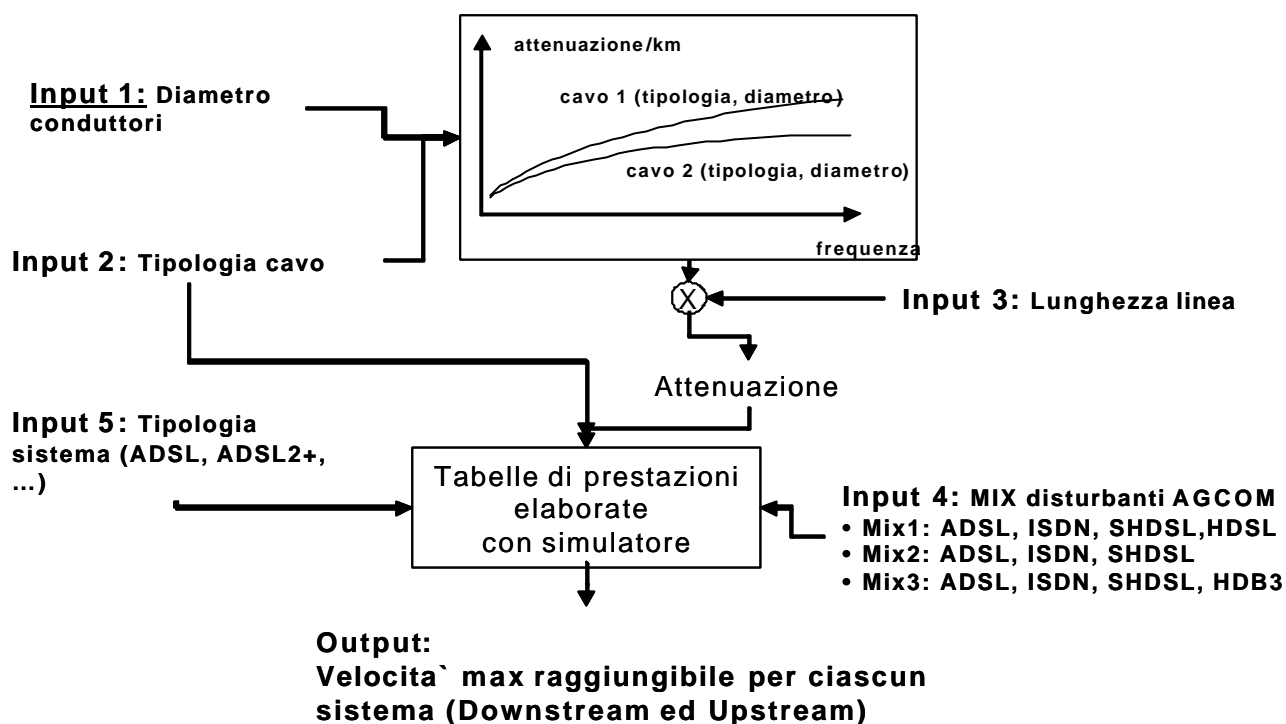 attenuazione/km
cavo 1 (tipologia, diametro)
cavo 2 (tipologia, diametro)
frequenza
Input 1: Diametro
conduttori
Input 2: Tipologia cavo
X
Input 3: Lunghezza linea
Attenuazione
Input 5: Tipologia
sistema (ADSL, ADSL2+,
...)
Tabelle di prestazioni
elaborate
con simulatore
Input 4: MIX disturbanti AGCOM
• Mix1: ADSL, ISDN, SHDSL,HDSL
• Mix2: ADSL, ISDN, SHDSL
• Mix3: ADSL, ISDN, SHDSL, HDB3
Output:
Velocita` max raggiungibile per ciascun
sistema (Downstream ed Upstream)